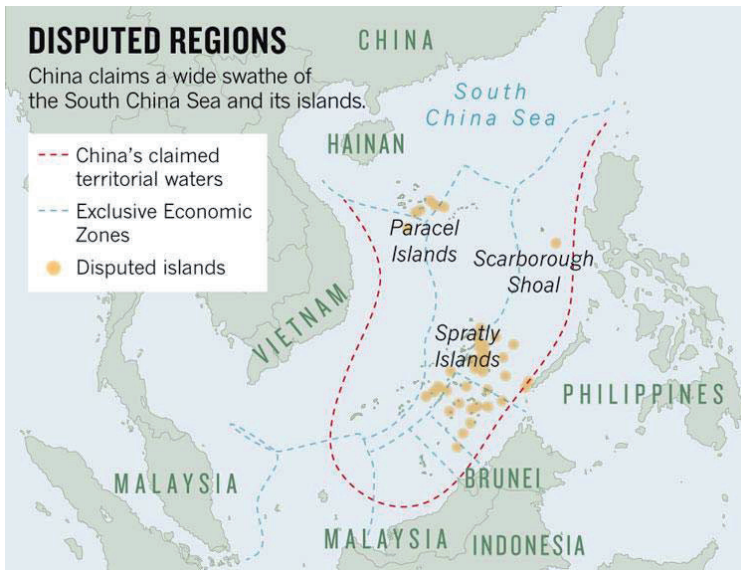 DISPUTED REGIONS
China claims a wide swathe of
the South China Sea and its islands.
China's claimed
territorial waters
Exclusive Economic
Zones
Disputed islands
CHINA
South
China Sea
HAINAN
Paracel
Islands
Scarborough
Shoal
VIETNAM
Spratly
Islands
PHILIPPINES
MALAYSIA
BRUNEI
MALAYSIA
INDONESIA